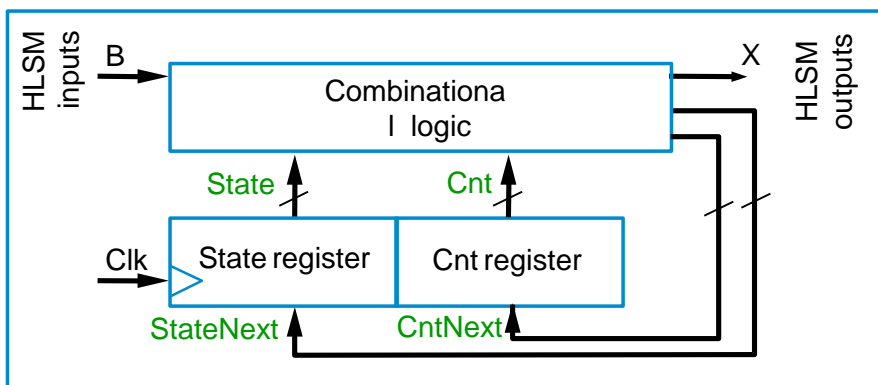 HLSM
inputs
B
Combinationa
l logic
X
HLSM
outputs
State
Cnt
Clk
State register
Cnt register
StateNext
CntNext